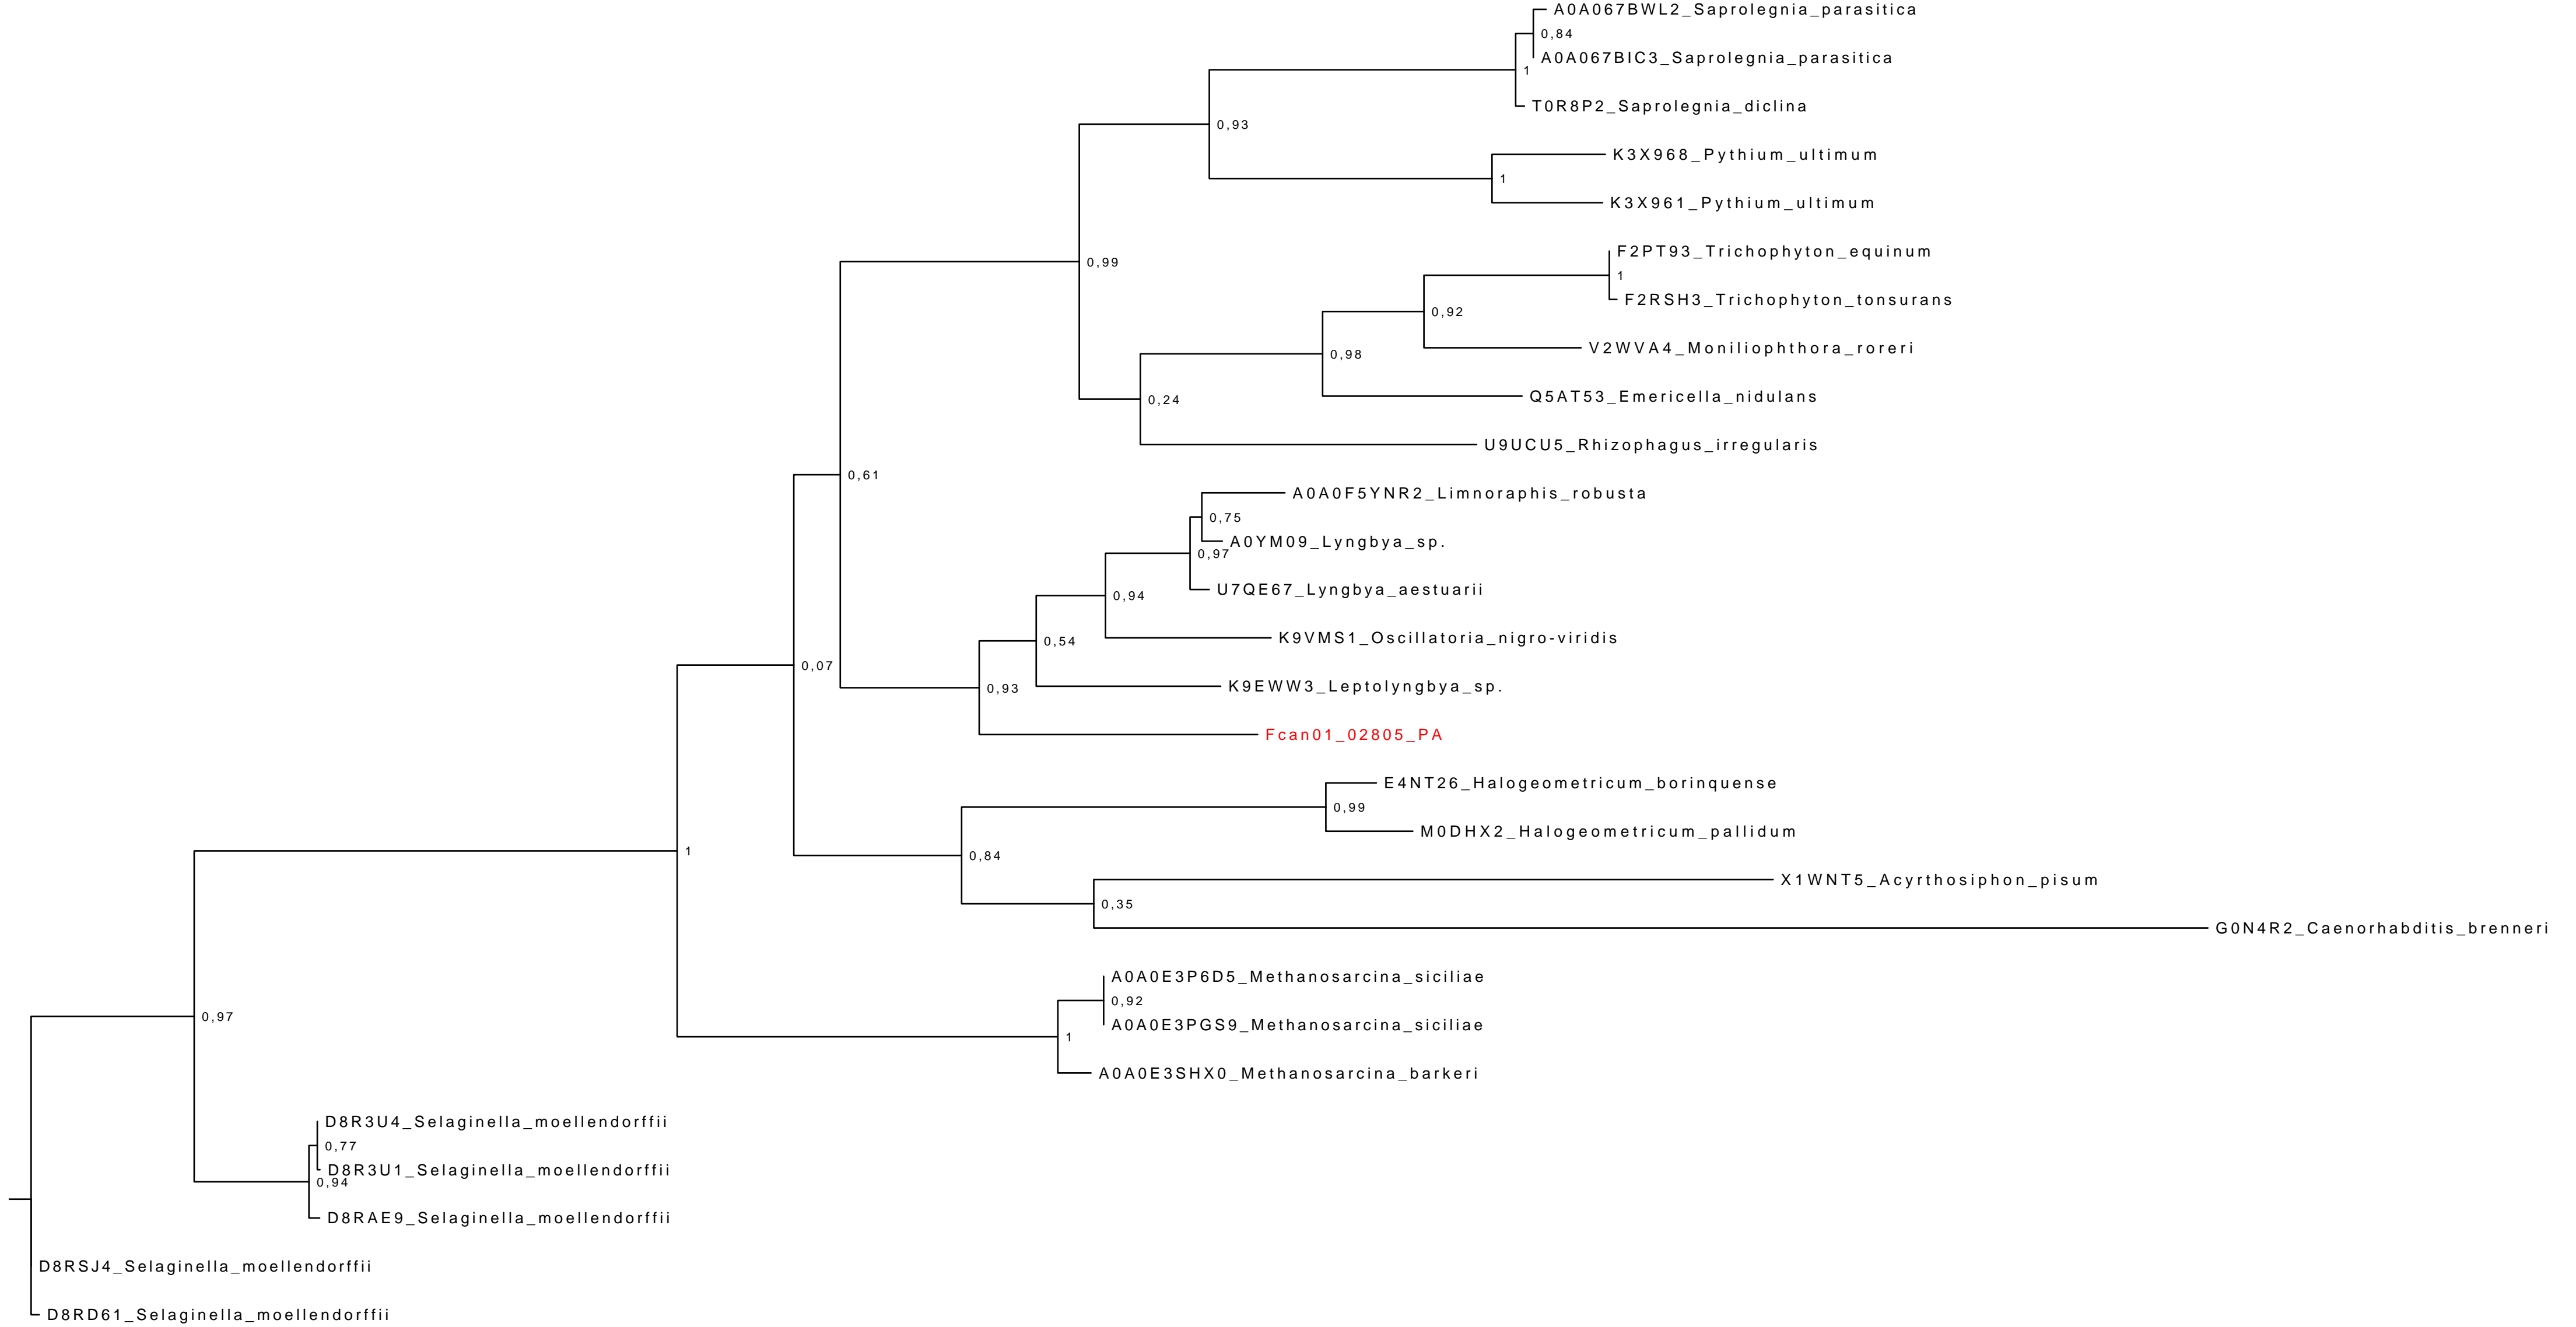 A0A067BWL2_Saprolegnia_parasitica
0,84
A0A067BIC3_Saprolegnia_parasitica
1
T0R8P2_Saprolegnia_diclina
0,93
K3X968_Pythium_ultimum
1
K3X961_Pythium_ultimum
0,99
F2PT93_Trichophyton_equinum
1
F2RSH3_Trichophyton_tonsurans
0,92
V2WVA4_Moniliophthora_roreri
0,98
Q5AT53_Emericella_nidulans
0,24
U9UCU5_Rhizophagus_irregularis
0,61
A0A0F5YNR2_Limnoraphis_robusta
0,75
A0YM09_Lyngbya_sp.
0,97
U7QE67_Lyngbya_aestuarii
0,94
K9VMS1_Oscillatoria_nigro-viridis
0,54
K9EWW3_Leptolyngbya_sp.
0,93
Fcan01_02805_PA
0,07
E4NT26_Halogeometricum_borinquense
0,99
M0DHX2_Halogeometricum_pallidum
0,84
X1WNT5_Acyrthosiphon_pisum
0,35
G0N4R2_Caenorhabditis_brenneri
1
A0A0E3P6D5_Methanosarcina_siciliae
0,92
A0A0E3PGS9_Methanosarcina_siciliae
1
A0A0E3SHX0_Methanosarcina_barkeri
0,97
D8R3U4_Selaginella_moellendorffii
0,77
D8R3U1_Selaginella_moellendorffii
0,94
D8RAE9_Selaginella_moellendorffii
D8RSJ4_Selaginella_moellendorffii
D8RD61_Selaginella_moellendorffii